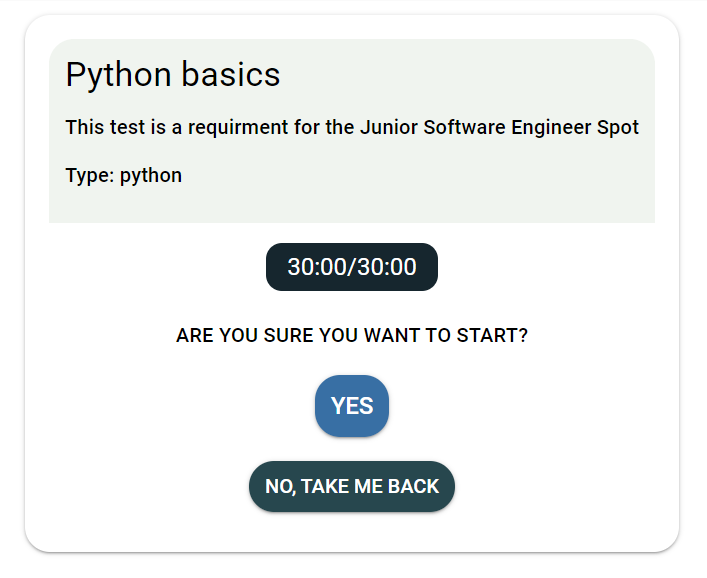 Python basics
This test is a requirment for the Junior Software Engineer Spot
Type: python
30:00/30:00
ARE YOU SURE YOU WANT TO START?
YES
NO, TAKE ME BACK